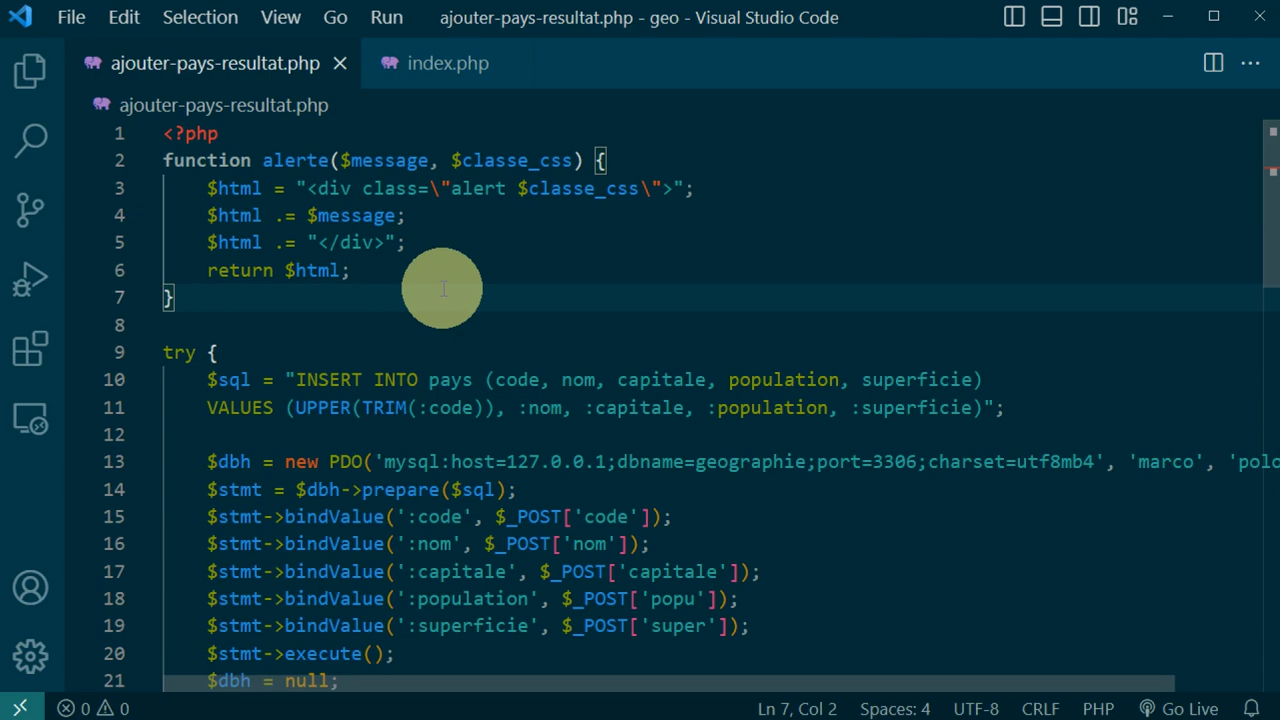 File Edit Selection View Go Run ajouter-pays-resultat.php - geo - Visual Studio Code
ajouter-pays-resultat.php index.php
ajouter-pays-resultat.php
1 <?php
2 function alerte($message, $classe_css) {
3 $html = "<div class=\"alert $classe_css\">";
4 $html .= $message;
5 $html .= "</div>";
6 return $html;
7 }
8
9 try {
10 $sql = "INSERT INTO pays (code, nom, capitale, population, superficie)
11 VALUES (UPPER(TRIM(:code)), :nom, :capitale, :population, :superficie)";
12
13 $dbh = new PDO('mysql:host=127.0.0.1;dbname=geographie;port=3306;charset=utf8mb4', 'marco', 'polo
14 $stmt = $dbh->prepare($sql);
15 $stmt->bindValue(':code', $_POST['code']);
16 $stmt->bindValue(':nom', $_POST['nom']);
17 $stmt->bindValue(':capitale', $_POST['capitale']);
18 $stmt->bindValue(':population', $_POST['popu']);
19 $stmt->bindValue(':superficie', $_POST['super']);
20 $stmt->execute();
21 $dbh = null;
0 0 Ln 7, Col 2 Spaces: 4 UTF-8 CRLF PHP Go Live